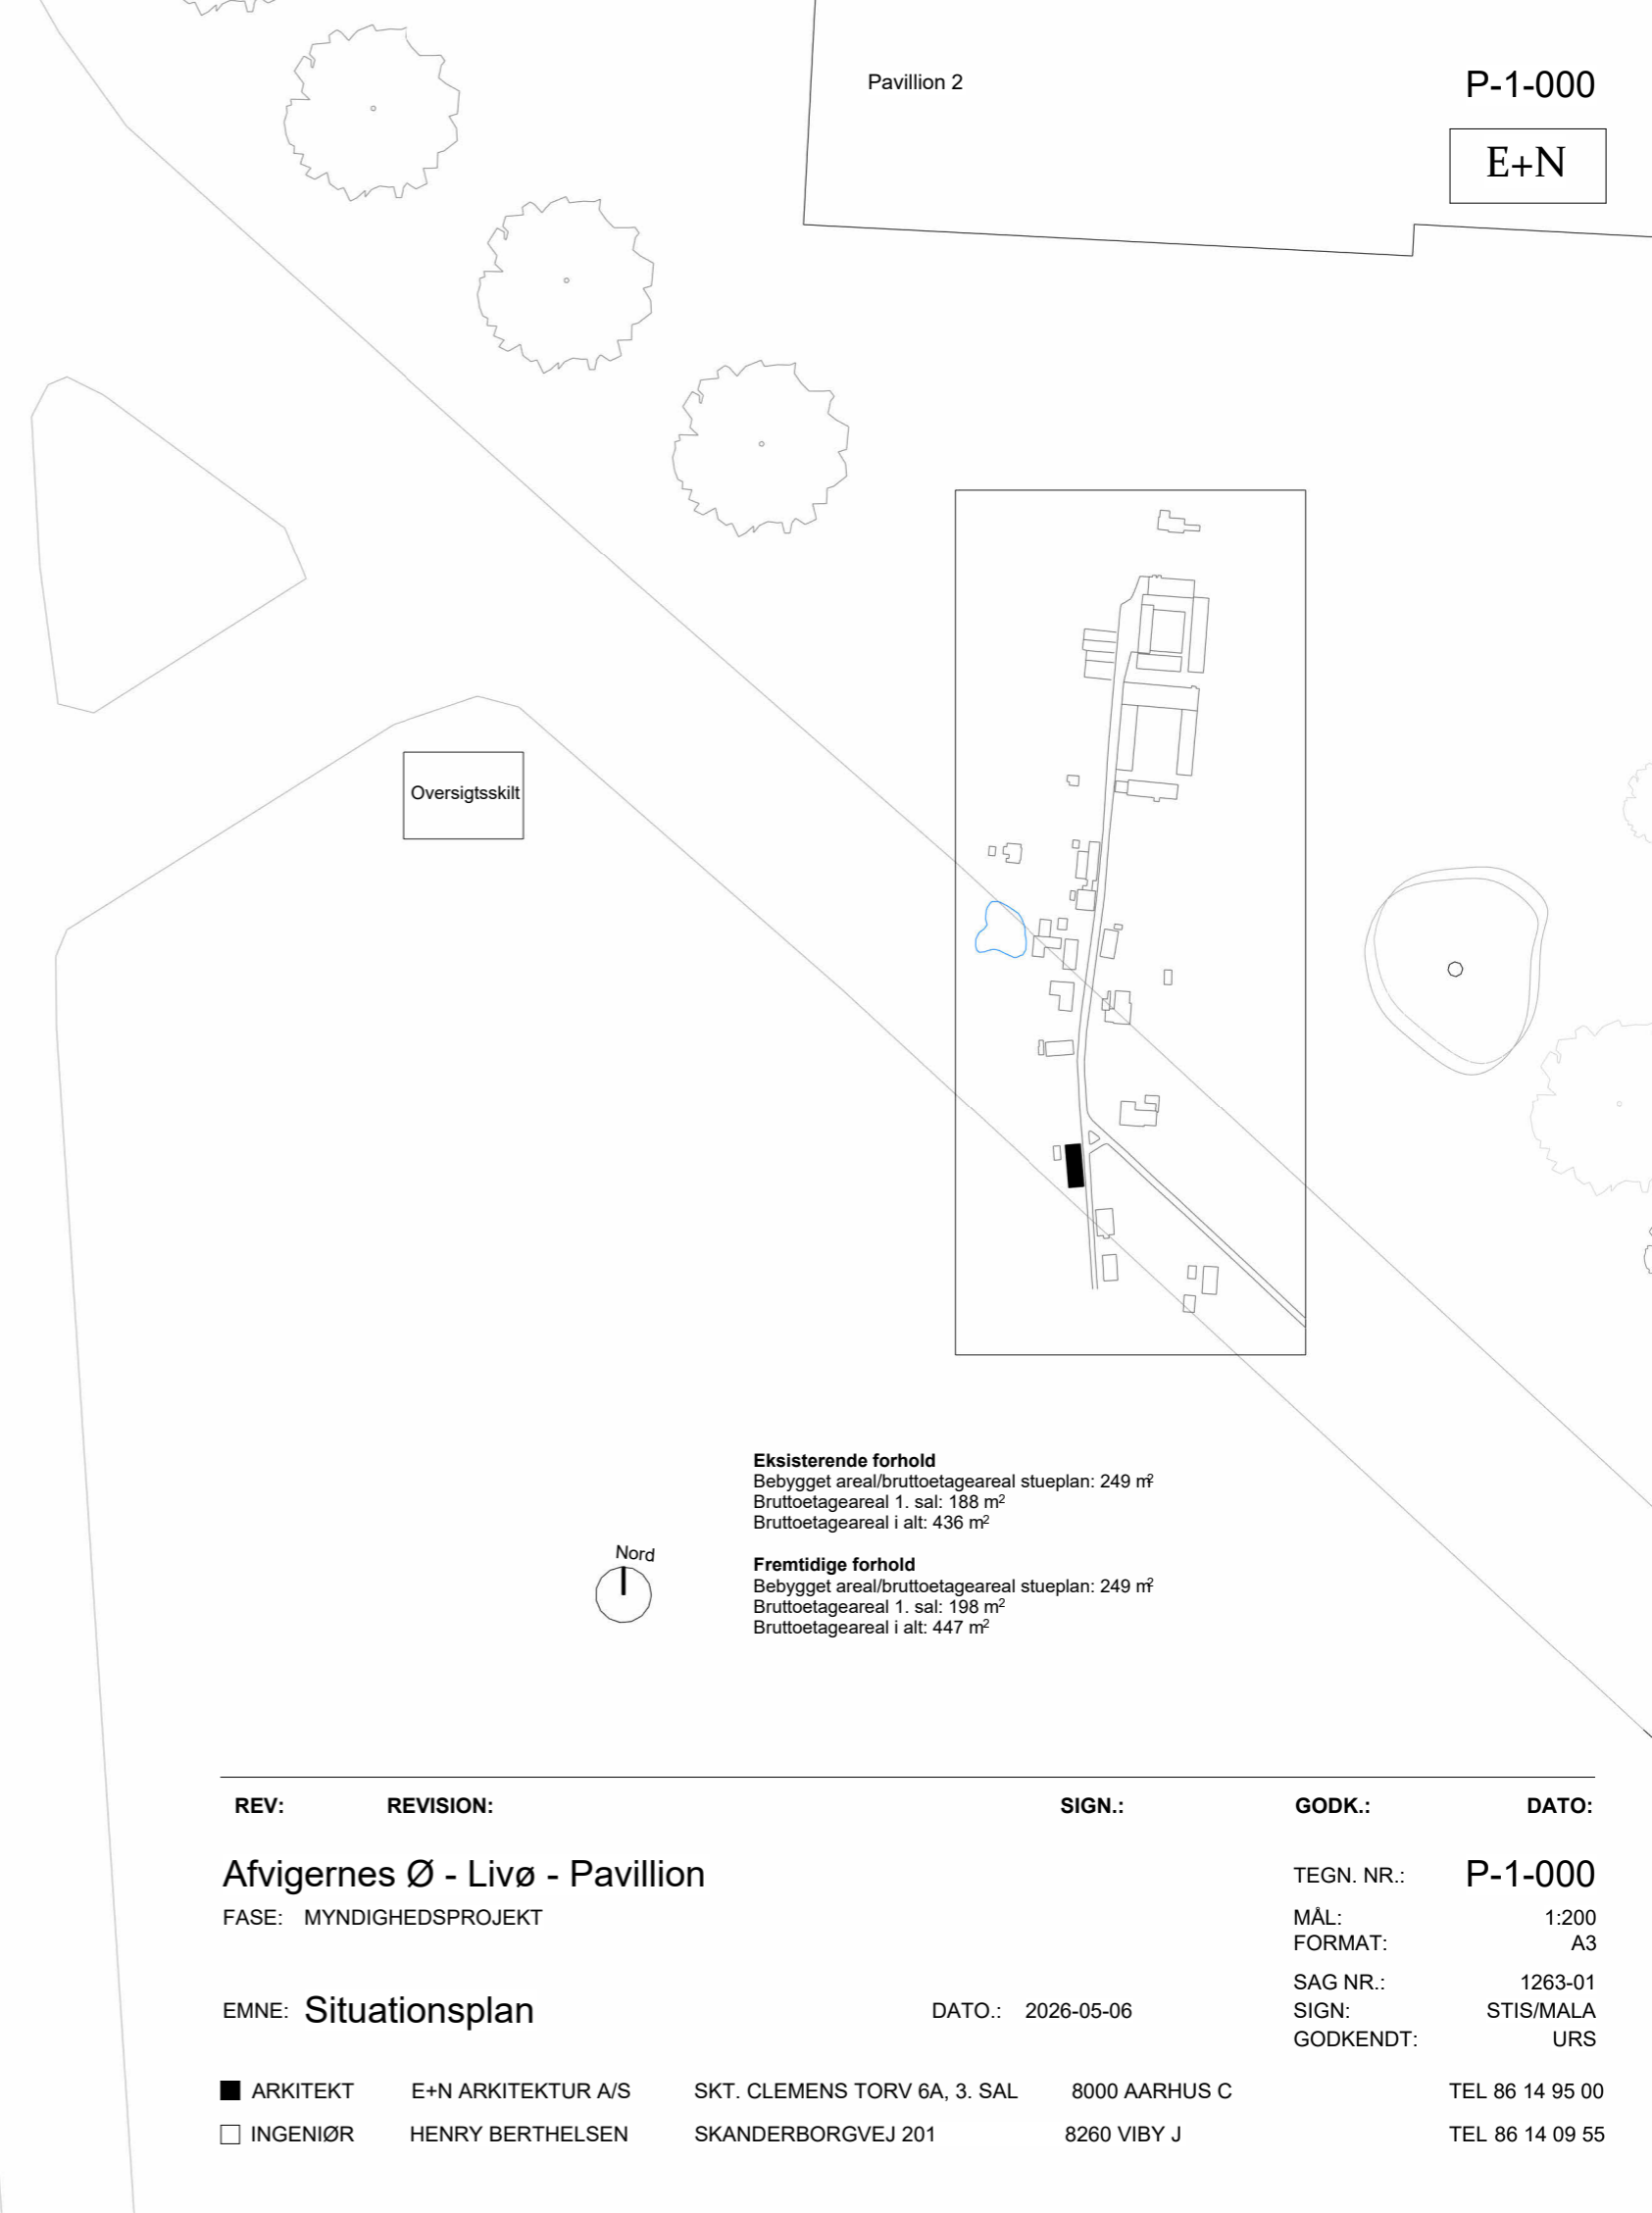 Pavillion 2
P-1-000
E+N
Oversigtsskilt
Eksisterende forhold
Bebygget areal/bruttoetageareal stueplan: 249 m²
Bruttoetageareal 1. sal: 188 m²
Bruttoetageareal i alt: 436 m²
Nord
Fremtidige forhold
Bebygget areal/bruttoetageareal stueplan: 249 m²
Bruttoetageareal 1. sal: 198 m²
Bruttoetageareal i alt: 447 m²
REV: REVISION: SIGN.: GODK.: DATO:
Afvigernes Ø - Livø - Pavillion TEGN. NR.: P-1-000
FASE: MYNDIGHEDSPROJEKT MÅL: 1:200
FORMAT: A3
SAG NR.: 1263-01
EMNE: Situationsplan DATO.: 2026-05-06 SIGN: STIS/MALA
GODKENDT: URS
ARKITEKT E+N ARKITEKTUR A/S SKT. CLEMENS TORV 6A, 3. SAL 8000 AARHUS C TEL 86 14 95 00
INGENIØR HENRY BERTHELSEN SKANDERBORGVEJ 201 8260 VIBY J TEL 86 14 09 55